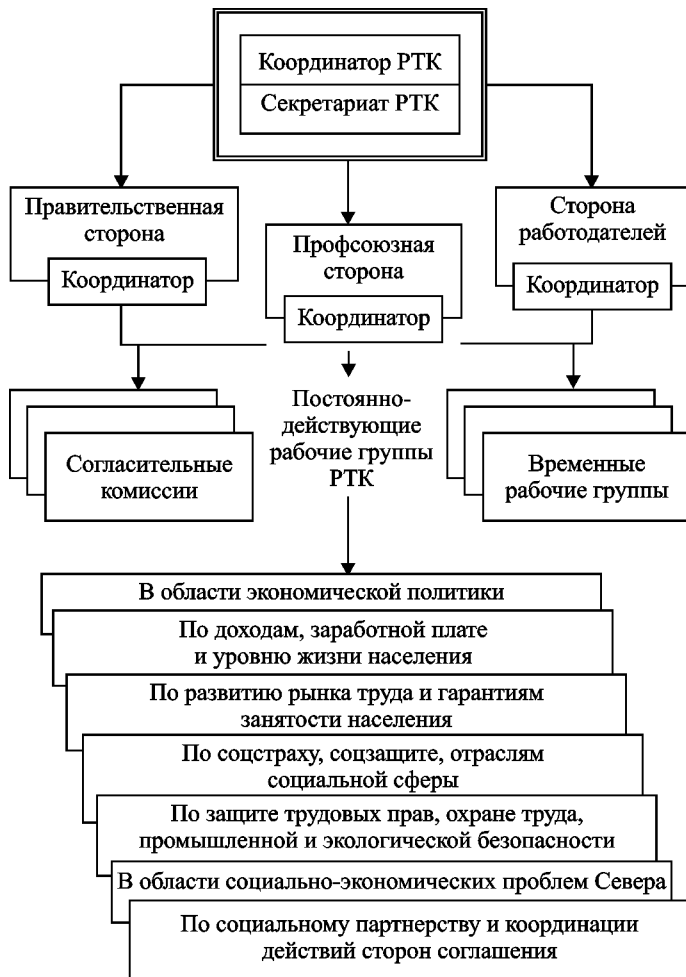 Координатор РТК
Секретариат РТК
Правительственная
сторона
Координатор
Профсоюзная
сторона
Координатор
Сторона
работодателей
Координатор
Согласительные
комиссии
Постоянно-
действующие
рабочие группы
РТК
Временные
рабочие группы
В области экономической политики
По доходам, заработной плате
и уровню жизни населения
По развитию рынка труда и гарантиям
занятости населения
По соцстраху, соцзащите, отраслям
социальной сферы
По защите трудовых прав, охране труда,
промышленной и экологической безопасности
В области социально-экономических проблем Севера
По социальному партнерству и координации
действий сторон соглашения